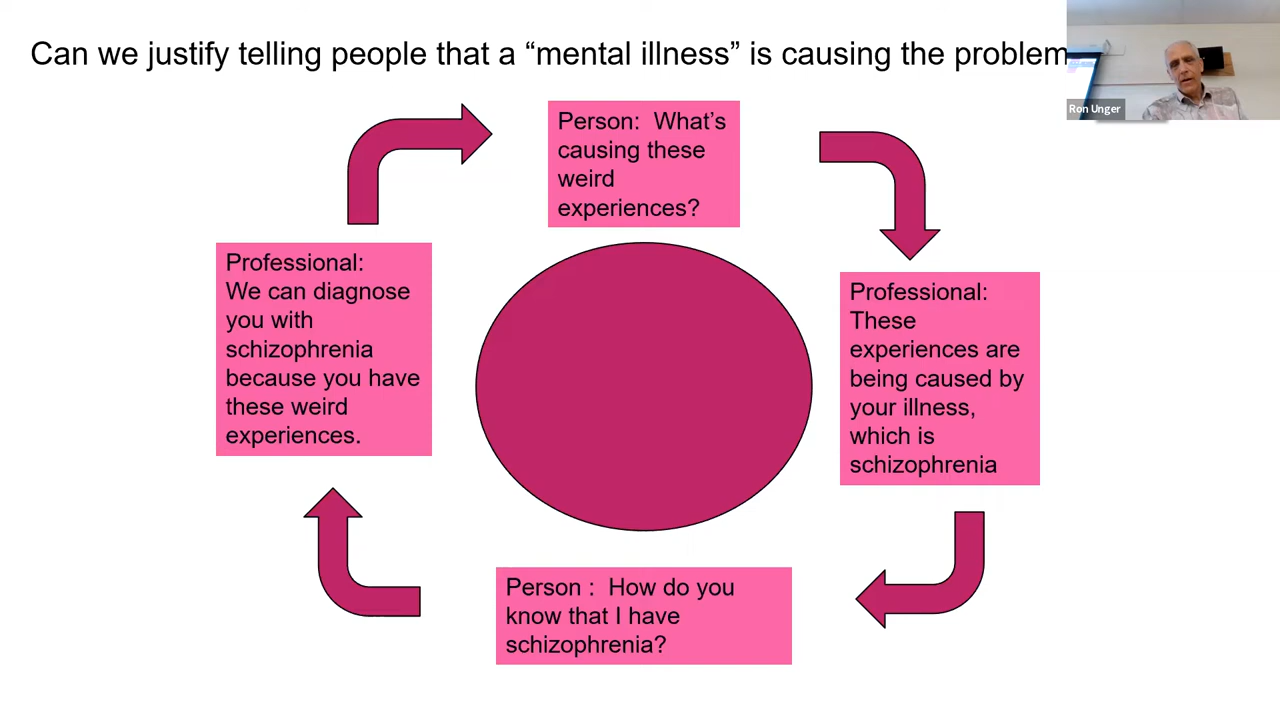 Can we justify telling people that a “mental illness” is causing the problem
Ron Unger
Person:  What’s
causing these
weird
experiences?
Professional:
These
experiences are
being caused by
your illness,
which is
schizophrenia
Person :  How do you
know that I have
schizophrenia?
Professional:
We can diagnose
you with
schizophrenia
because you have
these weird
experiences.